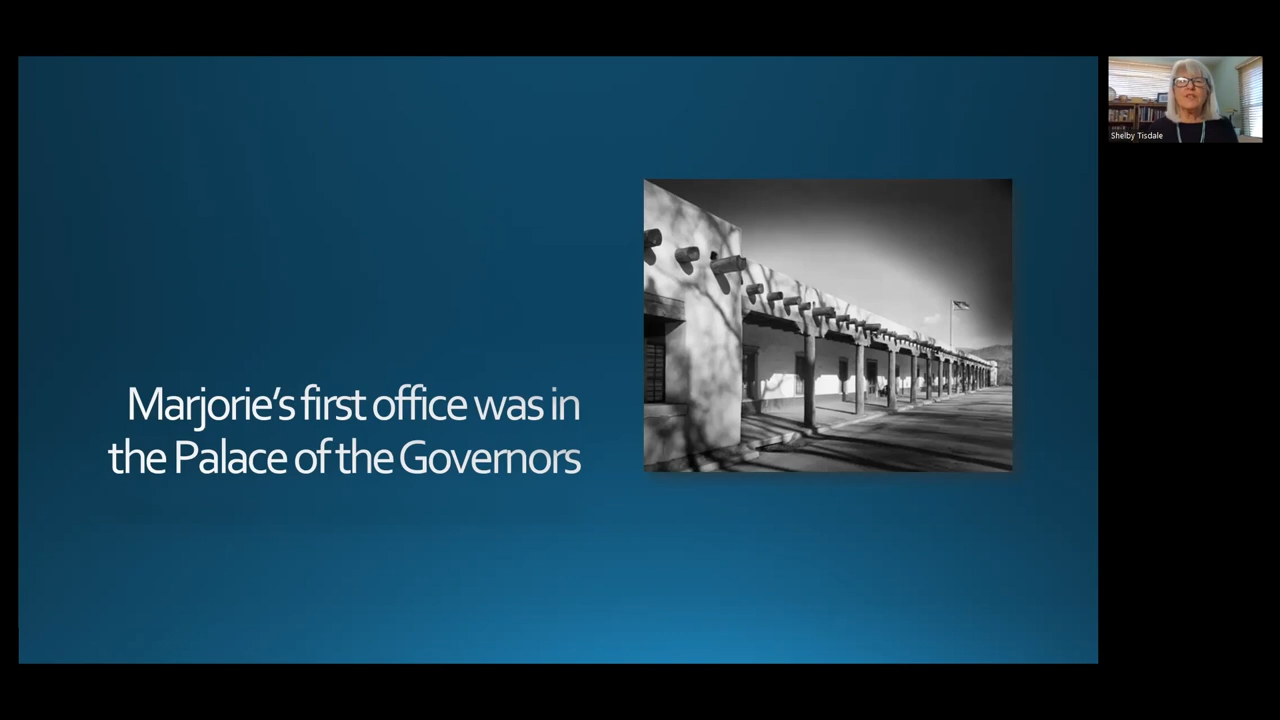 Marjorie's first office was in
the Palace of the Governors
Shelby Tisdale